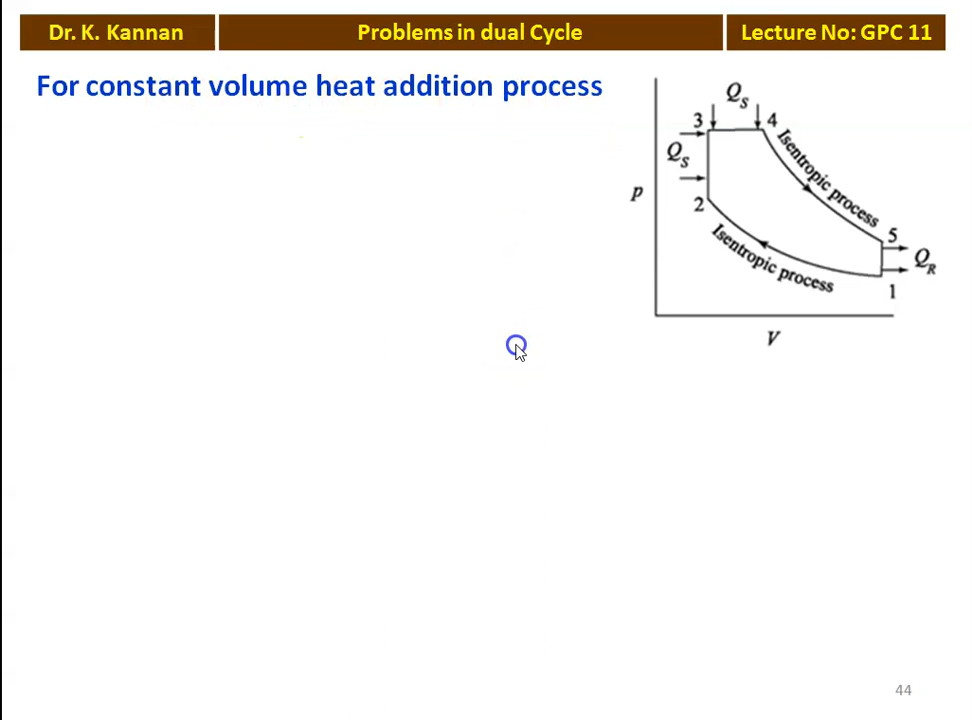 Dr. K. Kannan
Problems in dual Cycle
Lecture No: GPC 11
For constant volume heat addition process
Qs
3
4
Qs
Isentropic process
p
2
5
Isentropic process
QR
1
V
44